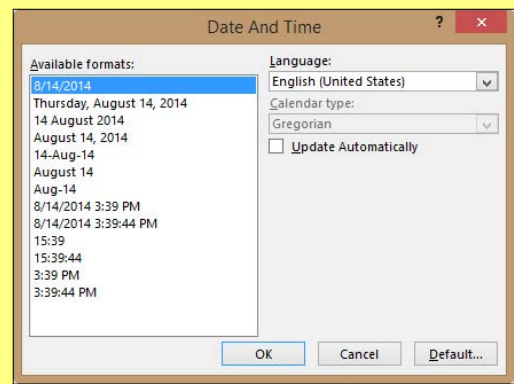 Date And Time
?
Available formats:
8/14/2014
Thursday, August 14, 2014
14 August 2014
August 14, 2014
14-Aug-14
August 14
Aug-14
8/14/2014 3:39 PM
8/14/2014 3:39:44 PM
15:39
15:39:44
3:39 PM
3:39:44 PM
Language:
English (United States)
Calendar type:
Gregorian
Update Automatically
OK
Cancel
Default...